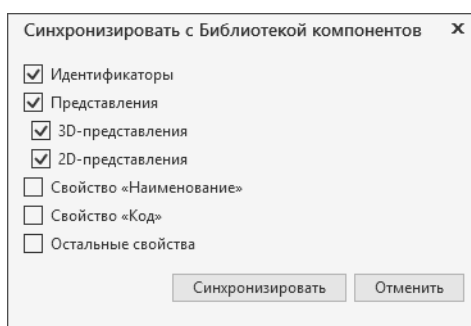 Синхронизировать с Библиотекой компонентов x
Идентификаторы
Представления
3D-представления
2D-представления
Свойство «Наименование»
Свойство «Код»
Остальные свойства
Синхронизировать Отменить